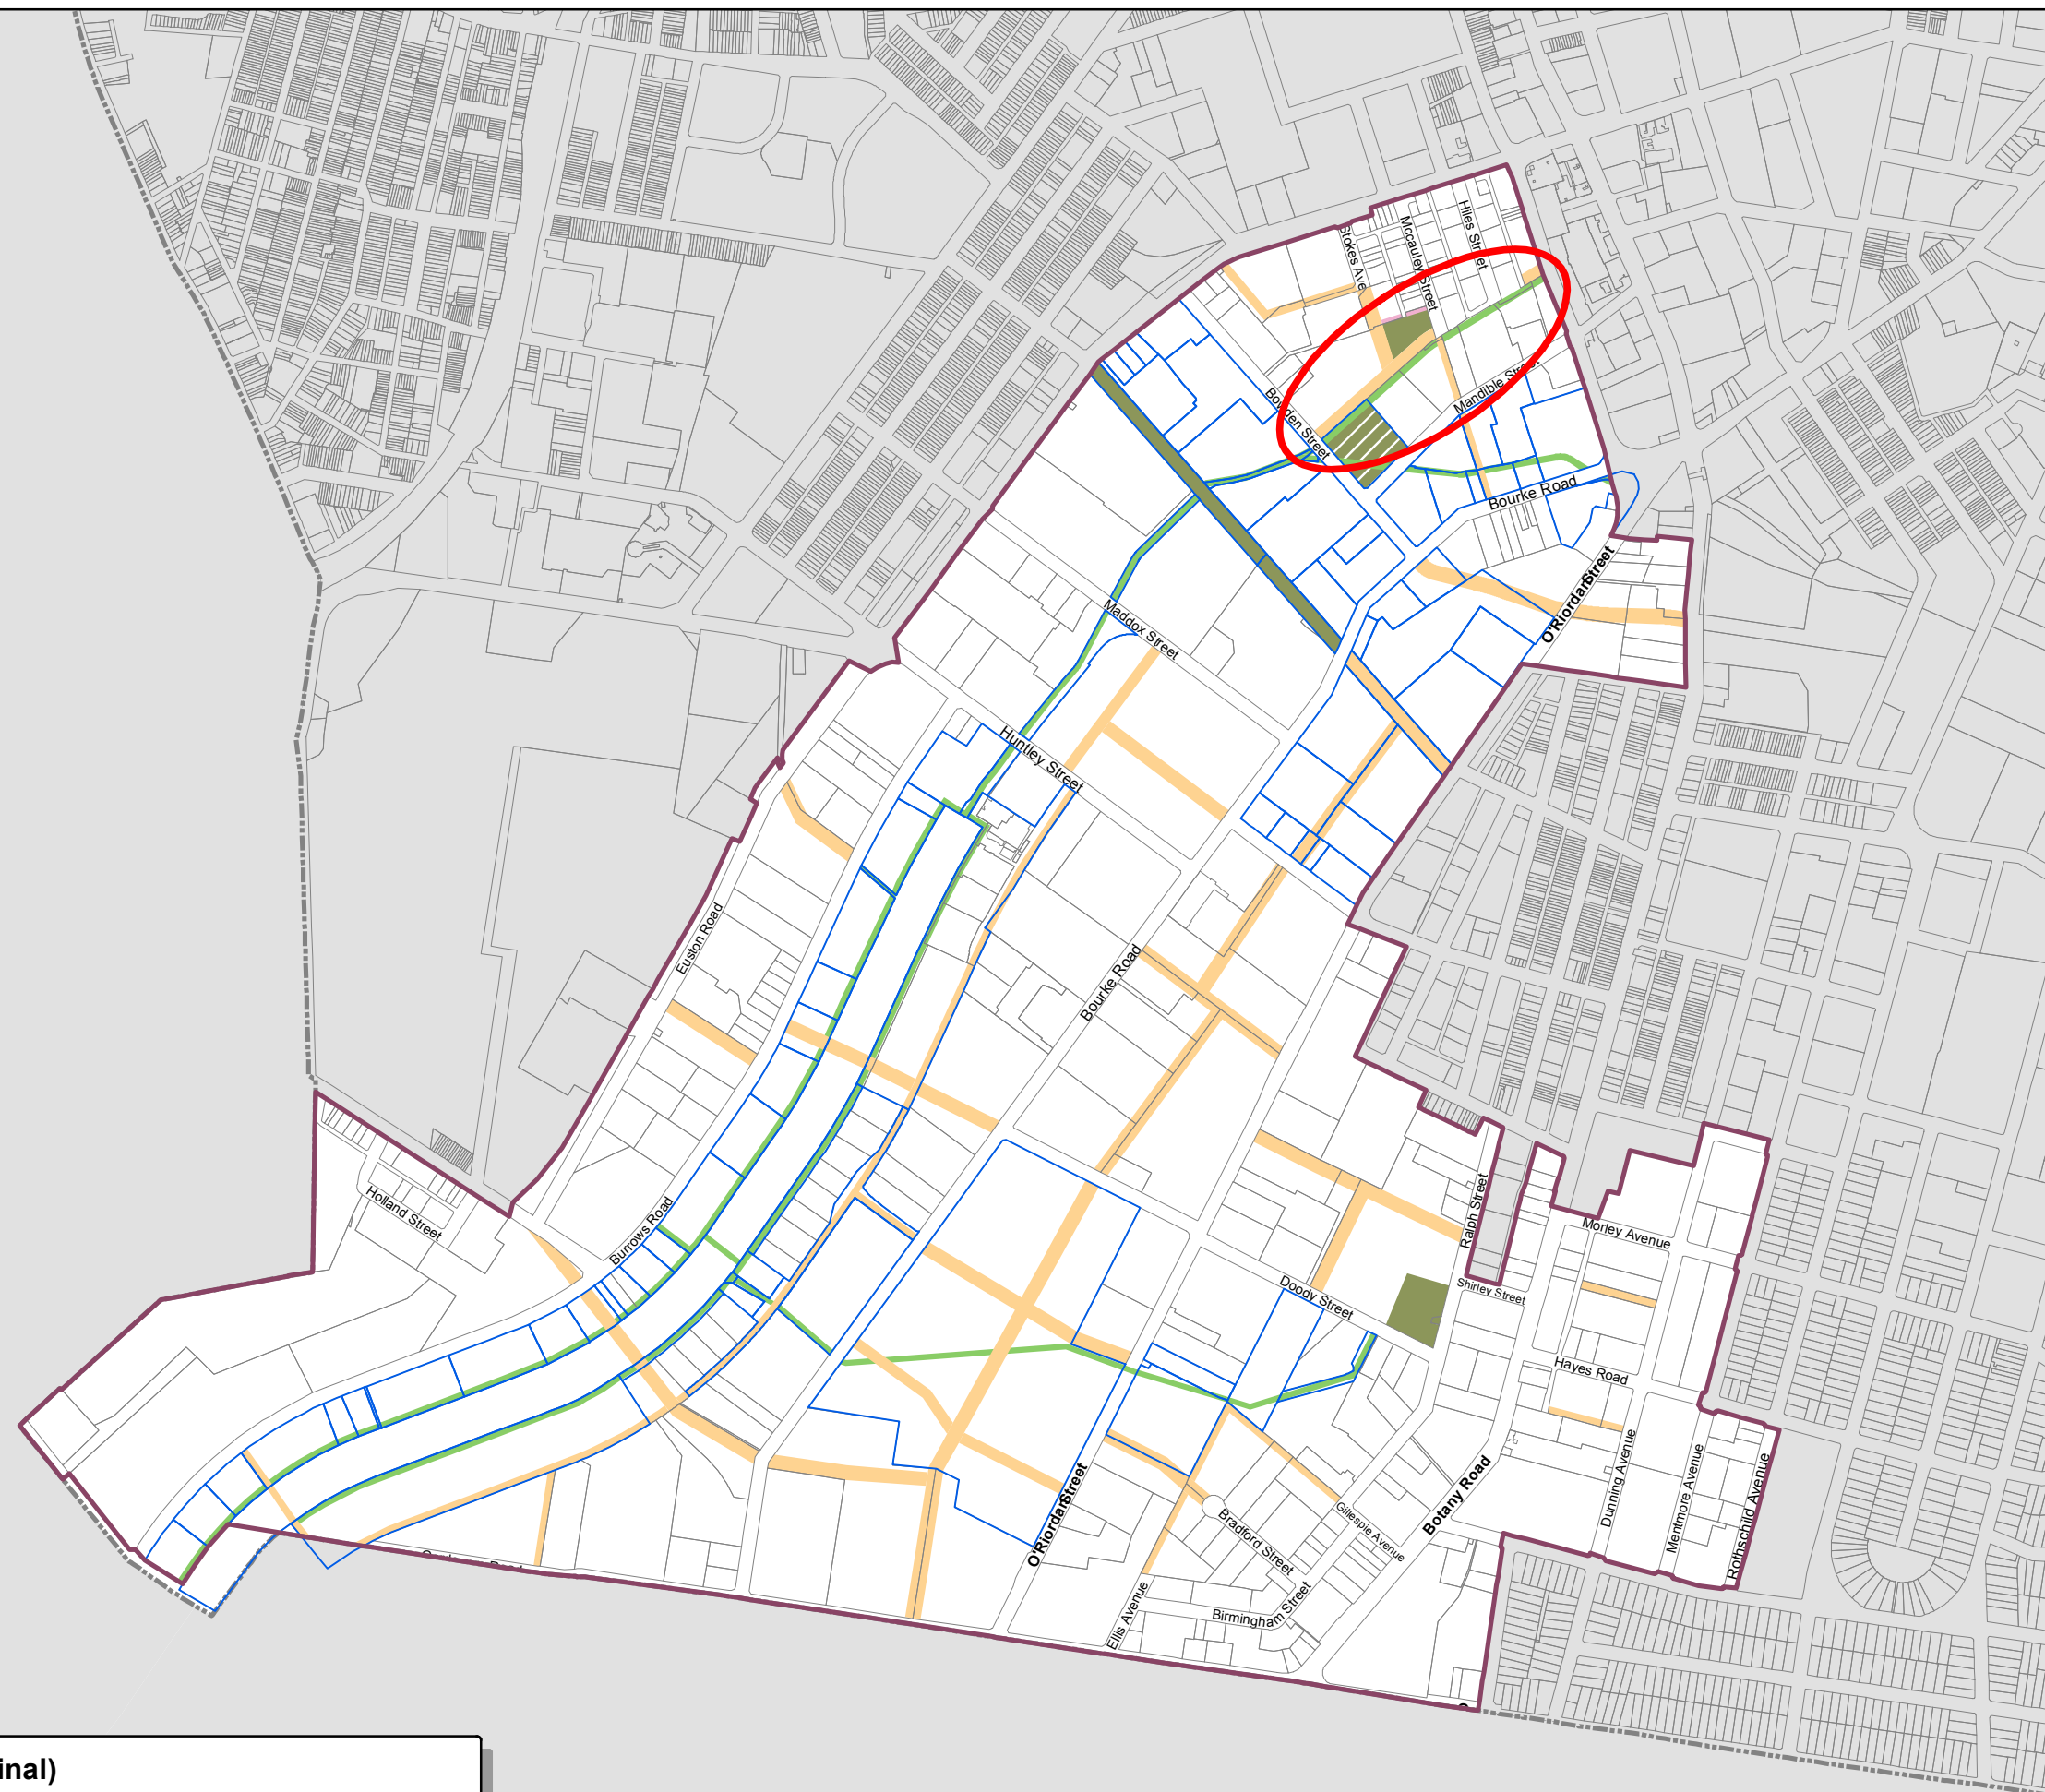 Hiles Street
Mccauley Street
Stokes Ave
Mandible Street
Bowden Street
Bourke Road
O'Riordan Street
Maddox Street
Huntley Street
Euston Road
Bourke Road
Holland Street
Burrows Road
Ralph Street
Morley Avenue
Shirley Street
Doody Street
Hayes Road
Dunning Avenue
Mentmore Avenue
Rothschild Avenue
Botany Road
Gillespie Avenue
O'Riordan Street
Bradford Street
Birmingham Street
Ellis Avenue
inal)